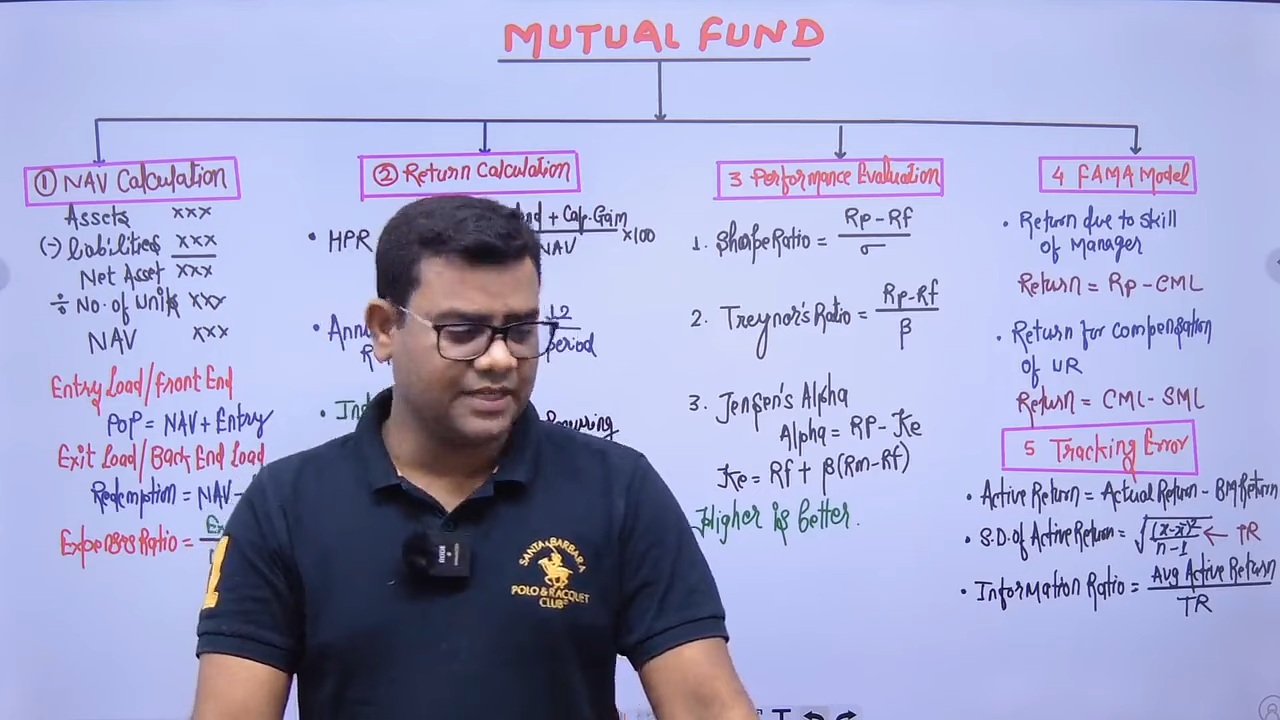 MUTUAL FUND
① NAV Calculation
Assets xxx
(-) liabilities xxx
Net Asset xxx
÷ No. of units xxx
NAV xxx
Entry Load/Front End
POP = NAV + Entry
Exit Load/Back End Load
Redemption = NAV -
Expenses Ratio =
② Return Calculation
• HPR + Cap. Gain x100
NAV
12
period
3 Performance Evaluation
1. Sharpe Ratio = Rp - Rf / σ
2. Treynor's Ratio = Rp - Rf / β
3. Jensen's Alpha
Alpha = RP - Ke
Ke = Rf + β(Rm - Rf)
Higher is better.
4 FAMA Model
• Return due to skill
of Manager
Return = Rp - CML
• Return for compensation
of UR
Return = CML - SML
5 Tracking Error
• Active Return = Actual Return - BM Return
• S.D. of Active Return = √(x-x̄)² / n-1 ← TR
• Information Ratio = Avg Active Return / TR
SANTA BARBARA
POLO & RACQUET
CLUB
1